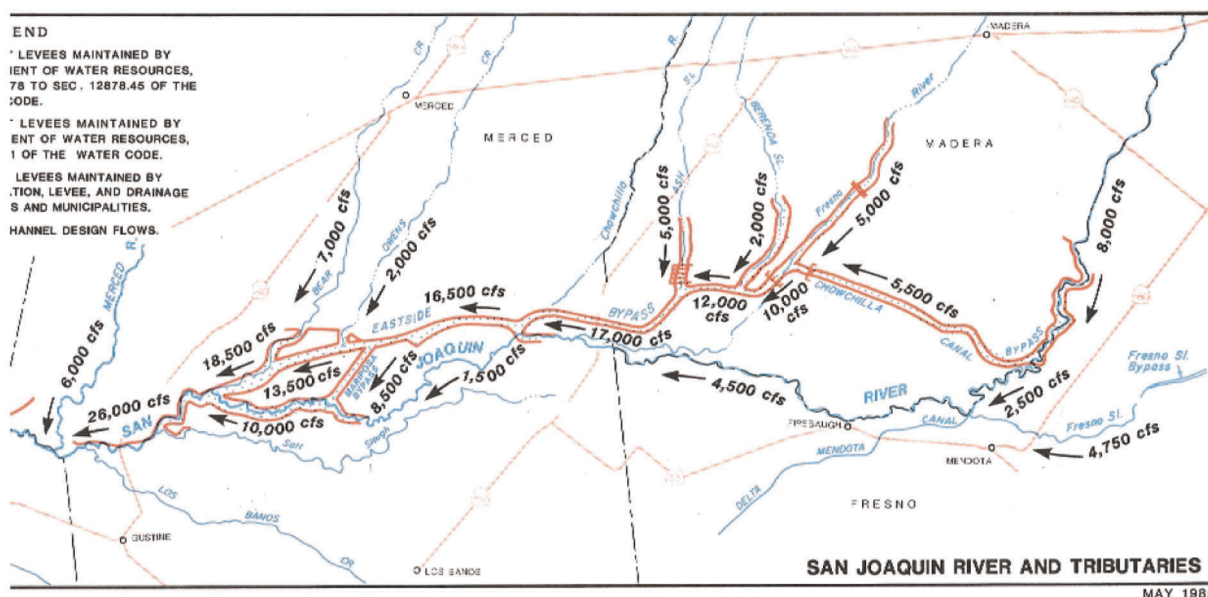 END
LEVEES MAINTAINED BY
MENT OF WATER RESOURCES,
78 TO SEC. 12878.45 OF THE
CODE.
LEVEES MAINTAINED BY
ENT OF WATER RESOURCES,
1 OF THE WATER CODE.
LEVEES MAINTAINED BY
ATION, LEVEE, AND DRAINAGE
S AND MUNICIPALITIES.
HANNEL DESIGN FLOWS.
MERCED
MERCED
MADERA
MADERA
CR
CR
R.
SL
BERENDA SL.
River
ASH
Fresno
Chowchilla
OWENS
BEAR
MERCED R.
7,000 cfs
2,000 cfs
5,000 cfs
2,000 cfs
5,000
8,000 cfs
6,000 cfs
18,500 cfs
16,500 cfs
EASTSIDE
BYPASS
17,000 cfs
12,000
cfs
10,000
cfs
5,500 cfs
CHOWCHILLA
CANAL
BYPASS
26,000 cfs
13,500 cfs
MARIPOSA
BYPASS
8,500 cfs
1,500 cfs
10,000 cfs
SAN
JOAQUIN
RIVER
4,500 cfs
2,500 cfs
Fresno Sl.
Bypass
Fresno Sl.
4,750 cfs
Salt
Slough
FIREBAUGH
CANAL
MENDOTA
DELTA
MENDOTA
FRESNO
LOS
BANOS
CR
GUSTINE
LOS BANOS
SAN JOAQUIN RIVER AND TRIBUTARIES
MAY 198